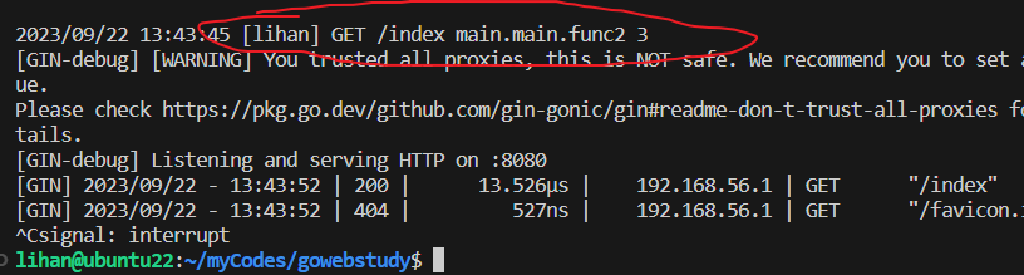 2023/09/22 13:43:45 [lihan] GET /index main.main.func2 3
[GIN-debug] [WARNING] You trusted all proxies, this is NOT safe. We recommend you to set a
ue.
Please check https://pkg.go.dev/github.com/gin-gonic/gin#readme-don-t-trust-all-proxies fo
tails.
[GIN-debug] Listening and serving HTTP on :8080
[GIN] 2023/09/22 - 13:43:52 | 200 | 13.526µs | 192.168.56.1 | GET "/index"
[GIN] 2023/09/22 - 13:43:52 | 404 | 527ns | 192.168.56.1 | GET "/favicon.i
^Csignal: interrupt
lihan@ubuntu22:~/myCodes/gowebstudy$